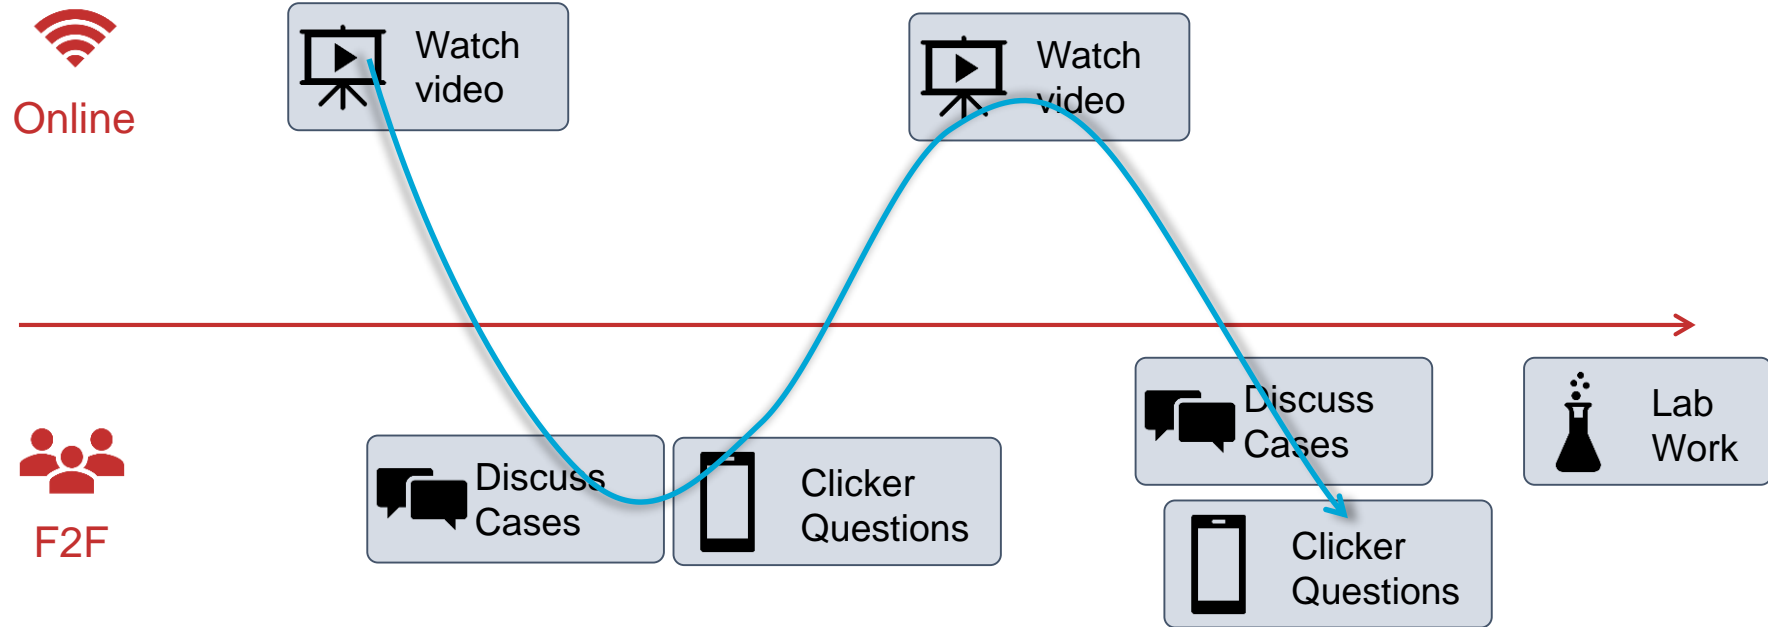 Online
Watch
video
Watch
video
F2F
Discuss
Cases
Clicker
Questions
Discuss
Cases
Clicker
Questions
Lab
Work